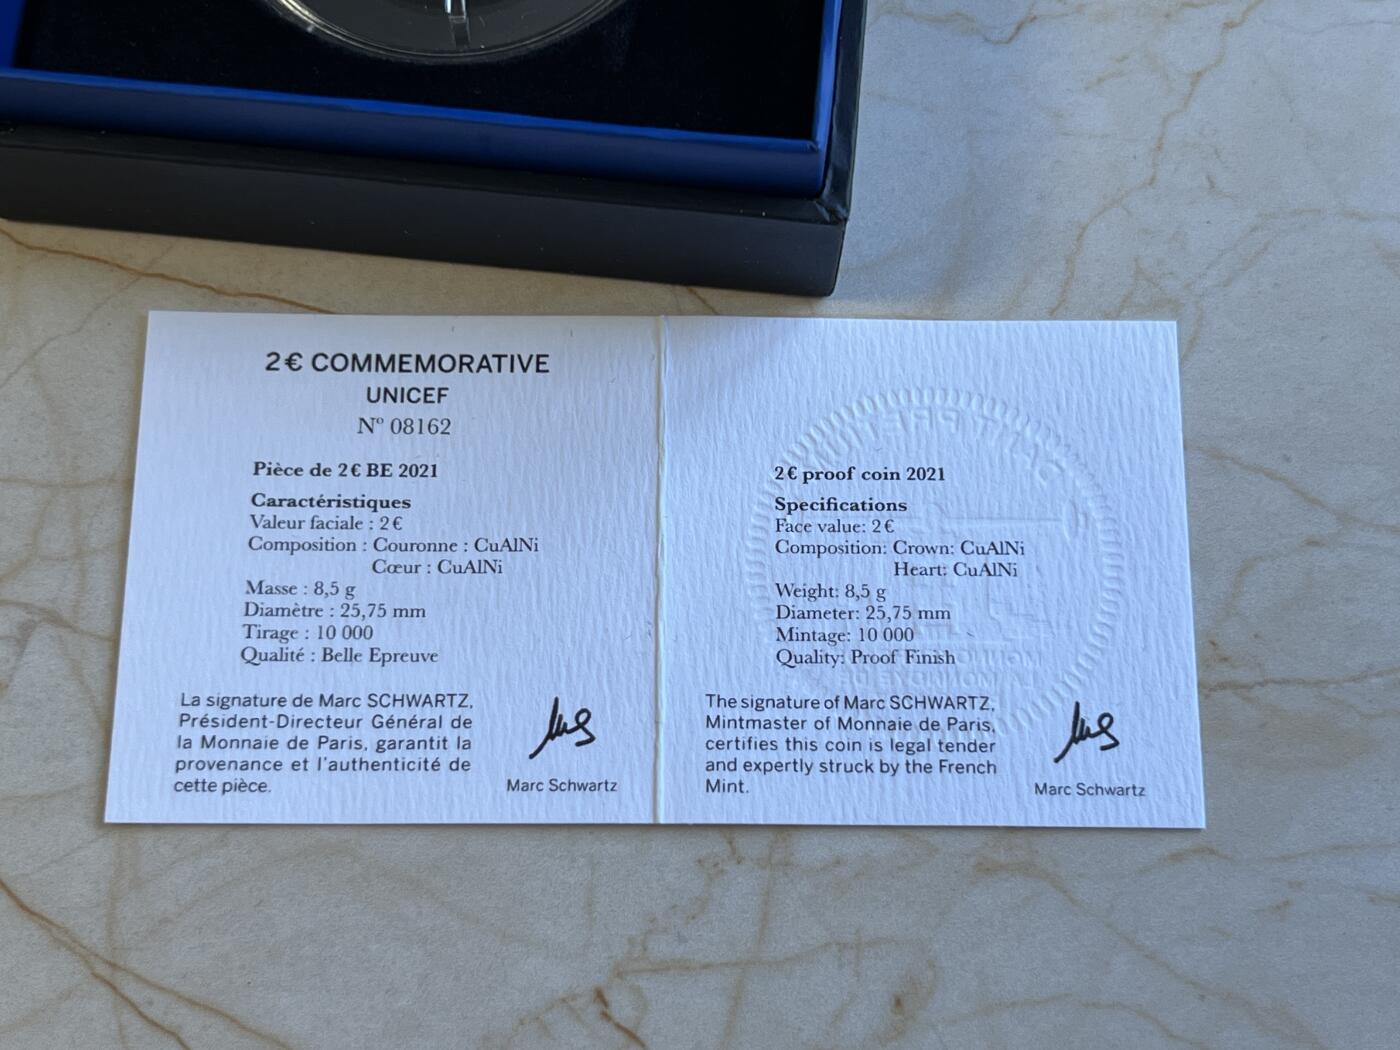 2€ COMMEMORATIVE
UNICEF
Nº 08162
Pièce de 2€ BE 2021
Caractéristiques
Valeur faciale : 2€
Composition : Couronne : CuAlNi
Cœur : CuAlNi
Masse : 8,5 g
Diamètre : 25,75 mm
Tirage : 10 000
Qualité : Belle Epreuve
La signature de Marc SCHWARTZ,
Président-Directeur Général de
la Monnaie de Paris, garantit la
provenance et l'authenticité de
cette pièce.
Marc Schwartz
2€ proof coin 2021
Specifications
Face value: 2€
Composition: Crown: CuAlNi
Heart: CuAlNi
Weight: 8,5 g
Diameter: 25,75 mm
Mintage: 10 000
Quality: Proof Finish
The signature of Marc SCHWARTZ,
Mintmaster of Monnaie de Paris,
certifies this coin is legal tender
and expertly struck by the French
Mint.
Marc Schwartz